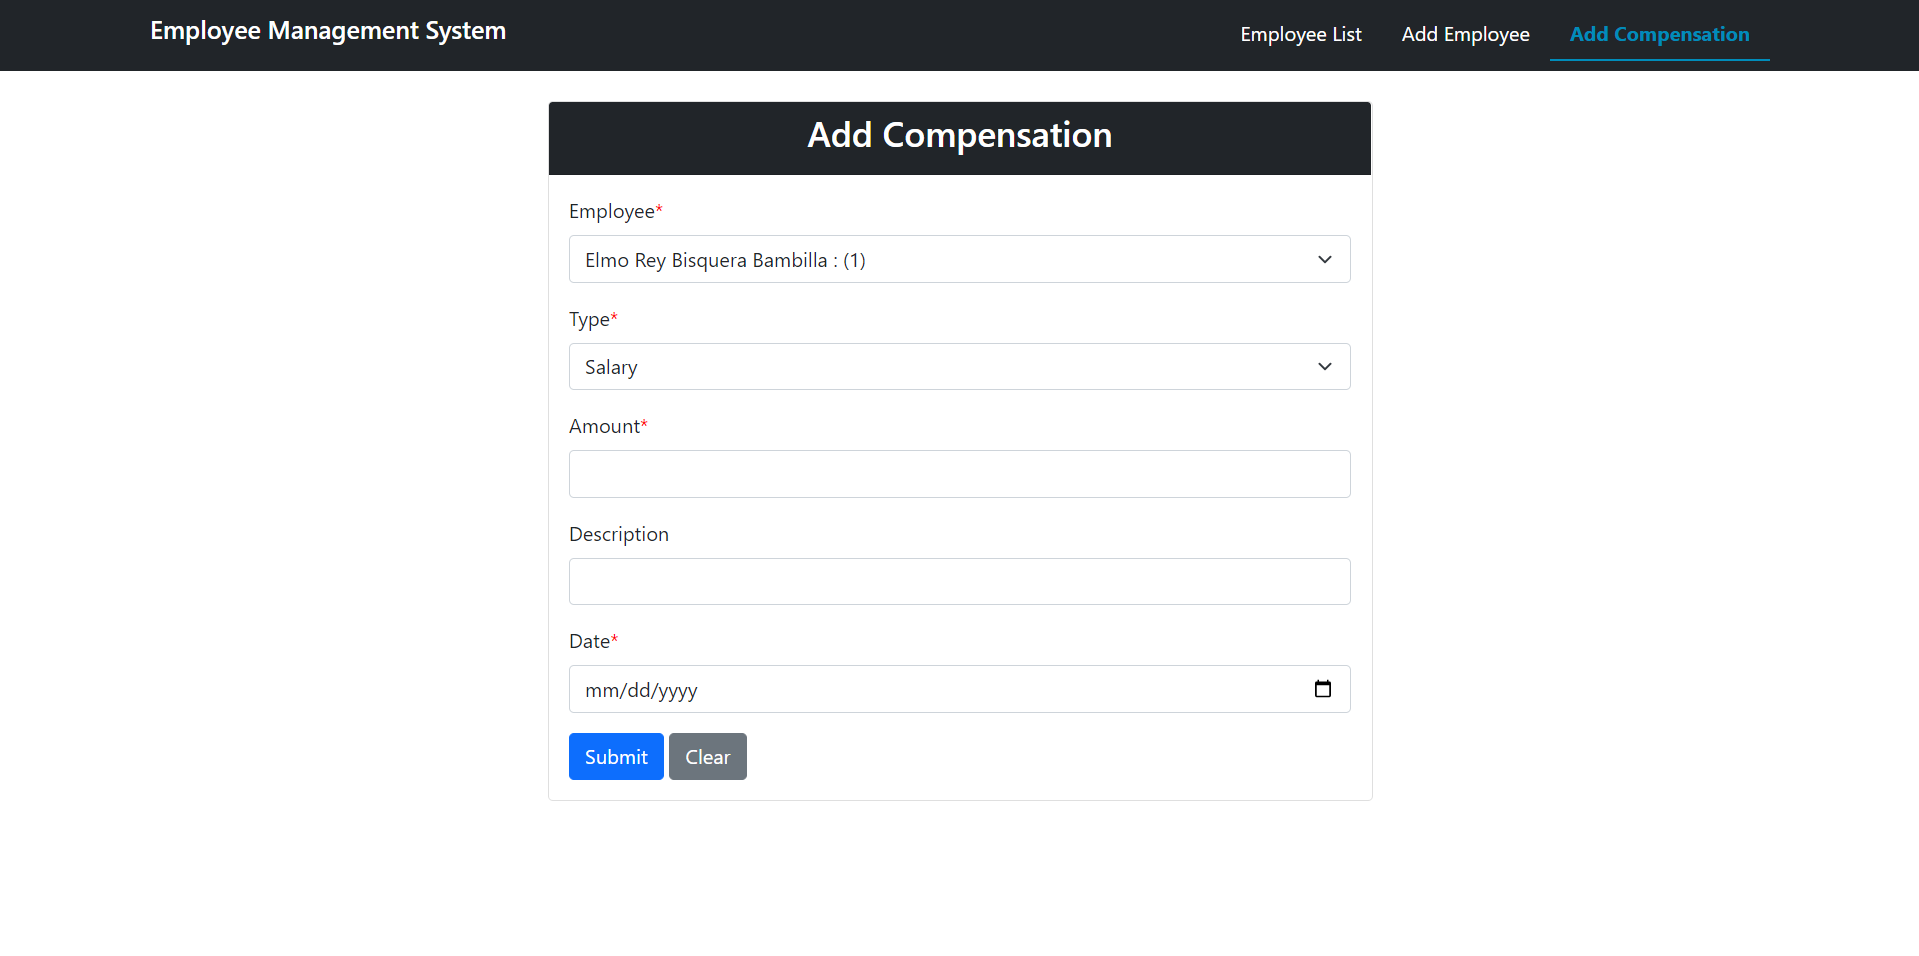 Employee Management System
Employee List
Add Employee
Add Compensation
Add Compensation
Employee*
Elmo Rey Bisquera Bambilla : (1)
Type*
Salary
Amount*
Description
Date*
mm/dd/yyyy
Submit
Clear